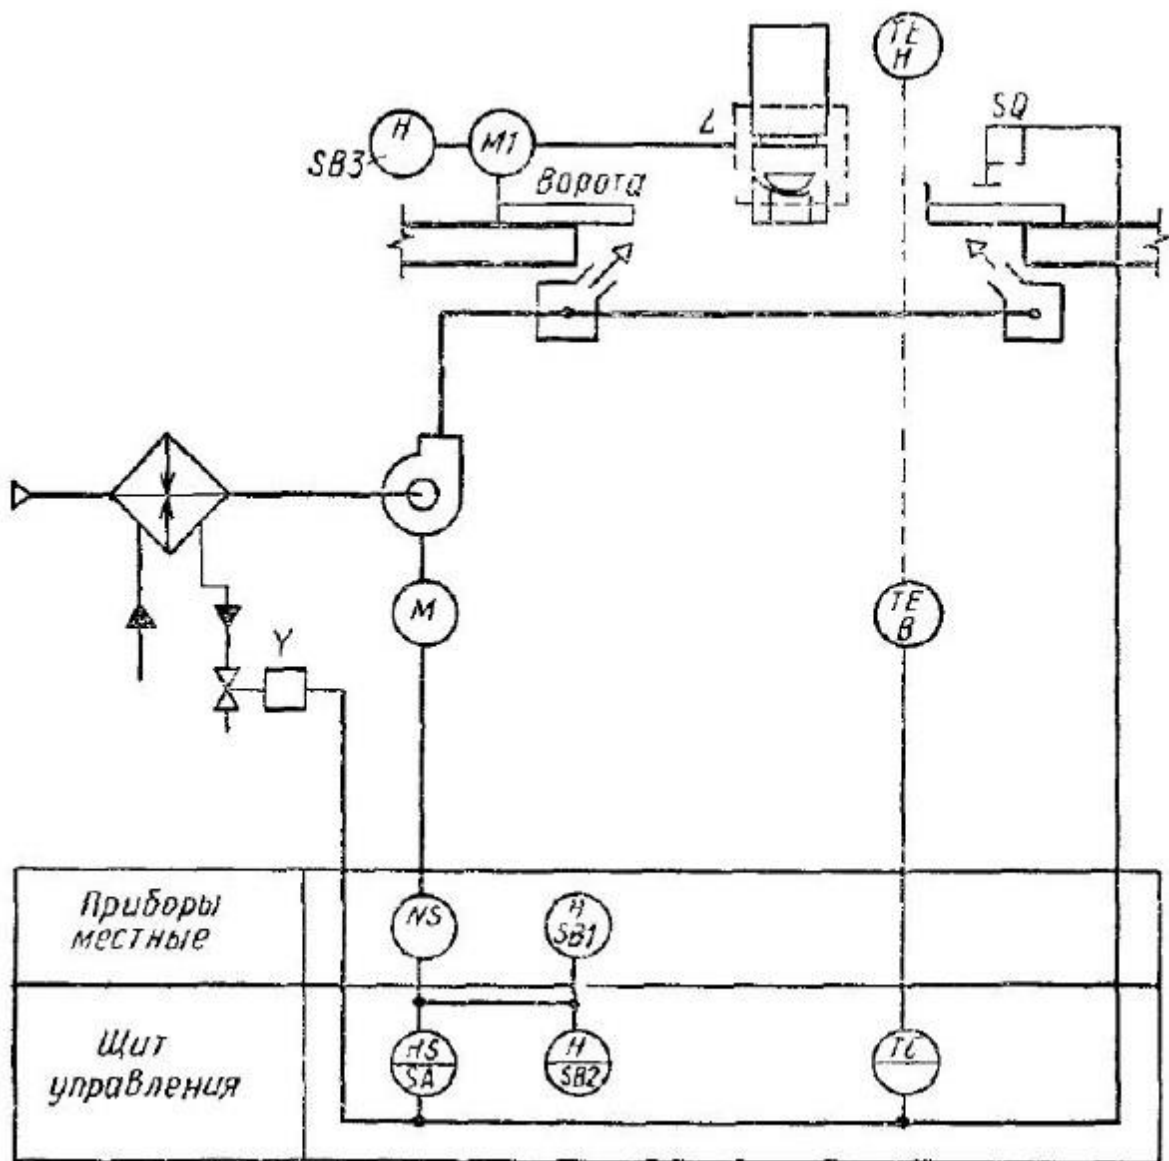 TE
H
SQ
L
H
M1
SB3
Ворота
M
Y
TE
B
Приборы
местные
NS
H
SB1
Щит
управления
HS
SA
H
SB2
TC